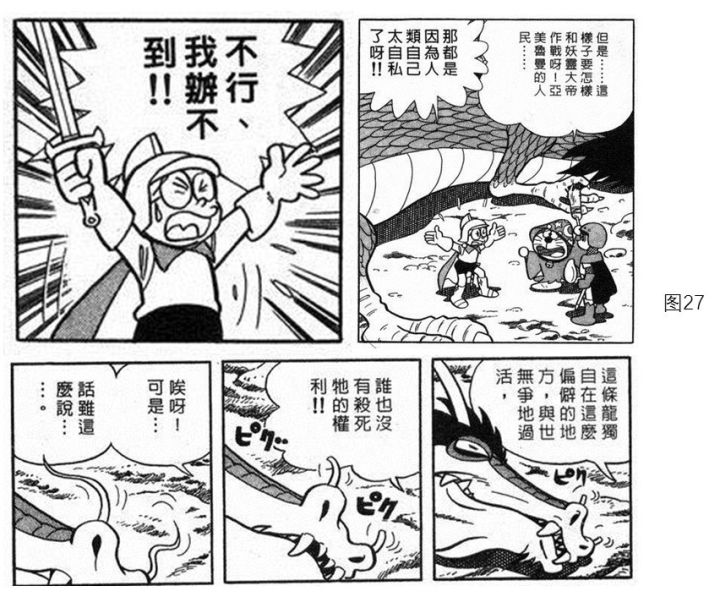 但是……這
樣子要怎樣
和妖靈大帝
作戰呀！亞
美魯曼的人
民……
那都是
因為人
類自己
太自私
了呀!!
不行、
我辦不
到!!
這條龍獨
自在這麼
偏僻的地
方，與世
無爭地過
活，
ピク
誰也沒
有殺死
牠的權
利!!
ピク…
ピク
唉呀！
可是…
話雖這
麼說…
…。
图27